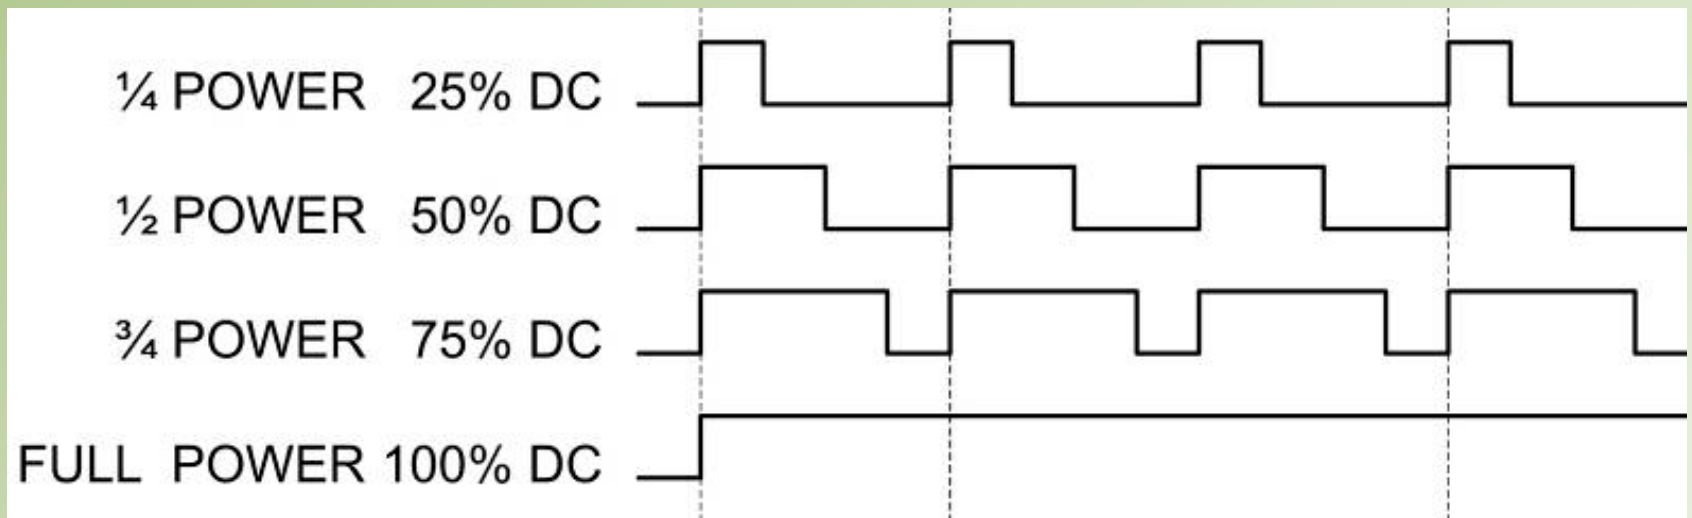 ¼ POWER 25% DC
½ POWER 50% DC
¾ POWER 75% DC
FULL POWER 100% DC